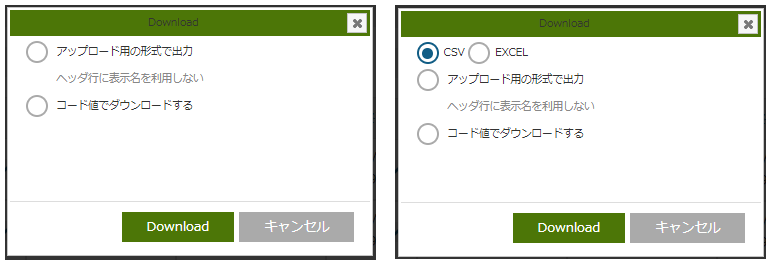 Download
アップロード用の形式で出力
ヘッダ行に表示名を利用しない
コード値でダウンロードする
Download キャンセル
Download
CSV EXCEL
アップロード用の形式で出力
ヘッダ行に表示名を利用しない
コード値でダウンロードする
Download キャンセル